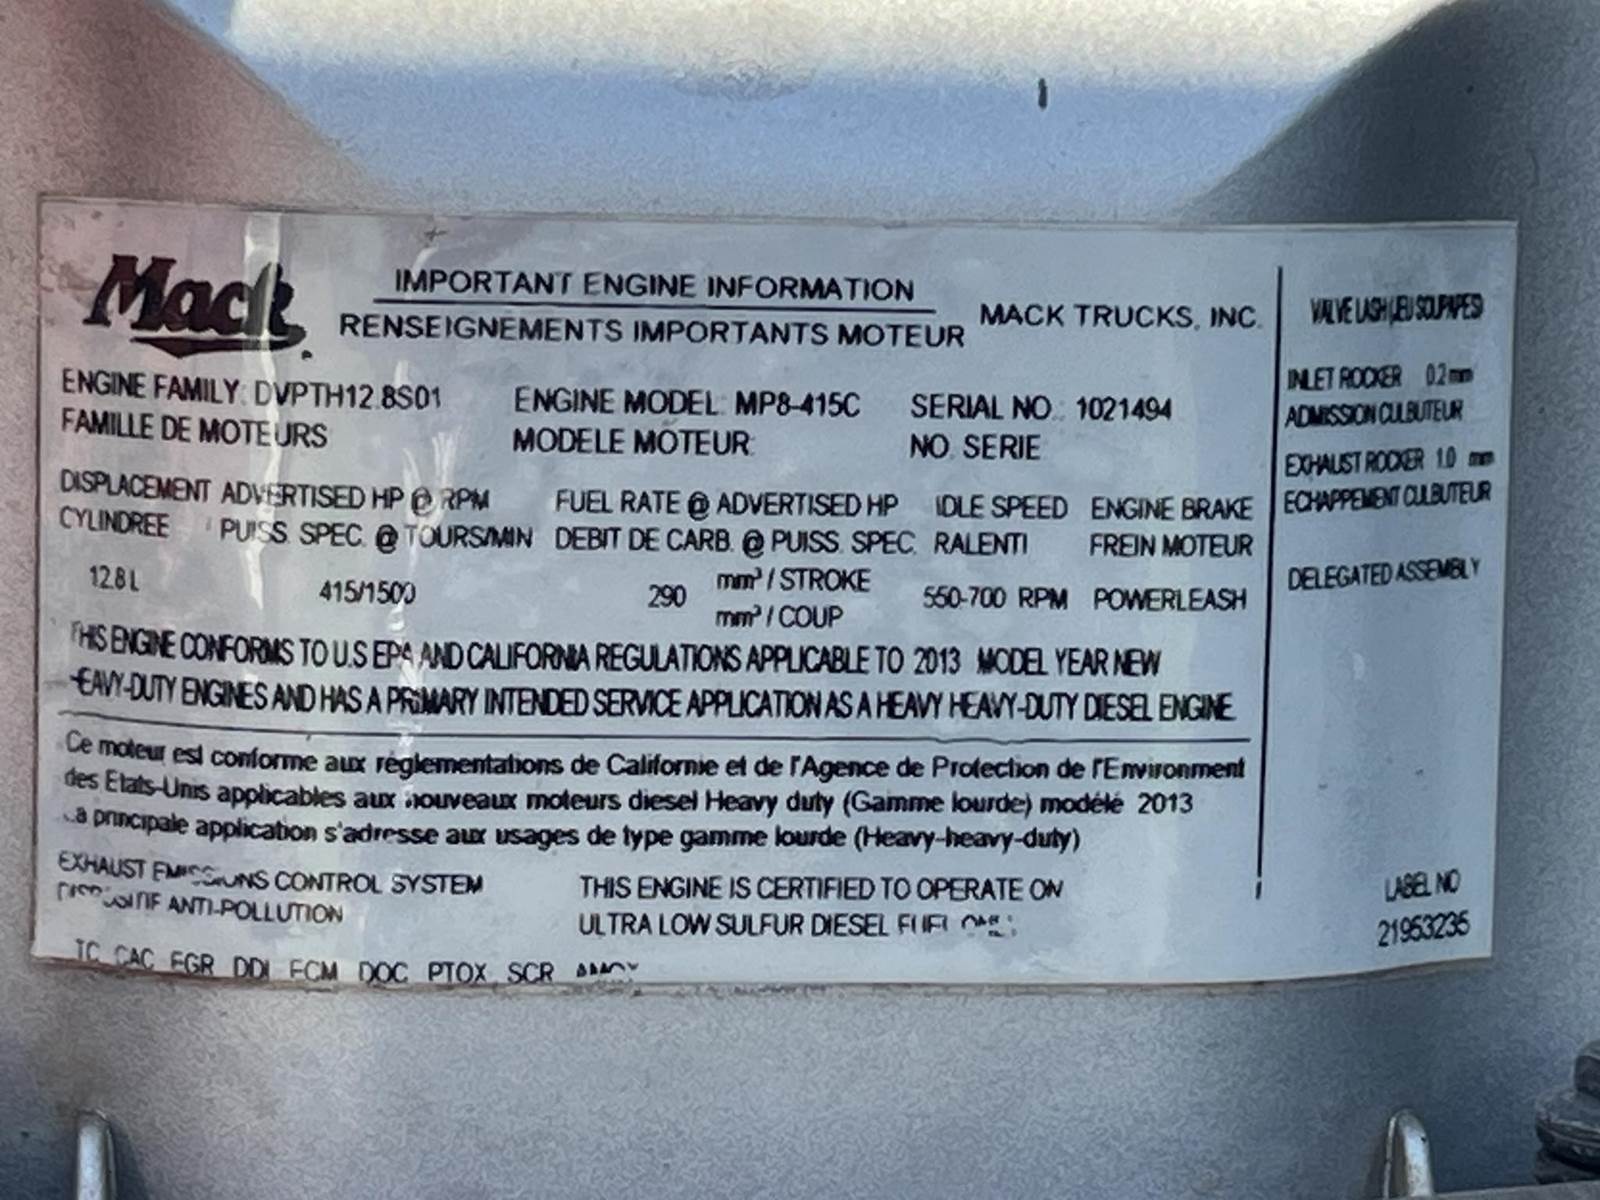 Mack
IMPORTANT ENGINE INFORMATION
RENSEIGNEMENTS IMPORTANTS MOTEUR
MACK TRUCKS, INC.
ENGINE FAMILY: DVPTH12.8S01
FAMILLE DE MOTEURS
ENGINE MODEL: MP8-415C
MODELE MOTEUR:
SERIAL NO.: 1021494
NO. SERIE
DISPLACEMENT ADVERTISED HP @ RPM FUEL RATE @ ADVERTISED HP IDLE SPEED ENGINE BRAKE
CYLINDREE PUISS. SPEC. @ TOURS/MIN DEBIT DE CARB. @ PUISS. SPEC. RALENTI FREIN MOTEUR
12.8 L 415/1500 290 mm³ / STROKE 550-700 RPM POWERLEASH
mm³ / COUP
THIS ENGINE CONFORMS TO U.S EPA AND CALIFORNIA REGULATIONS APPLICABLE TO 2013 MODEL YEAR NEW
HEAVY-DUTY ENGINES AND HAS A PRIMARY INTENDED SERVICE APPLICATION AS A HEAVY HEAVY-DUTY DIESEL ENGINE.
Ce moteur est conforme aux réglementations de Californie et de l'Agence de Protection de l'Environment
des Etats-Unis applicables aux nouveaux moteurs diesel Heavy duty (Gamme lourde) modélé 2013
La principale application s'adresse aux usages de type gamme lourde (Heavy-heavy-duty)
EXHAUST EMISSIONS CONTROL SYSTEM
DISPOSITIF ANTI-POLLUTION
THIS ENGINE IS CERTIFIED TO OPERATE ON
ULTRA LOW SULFUR DIESEL FUEL ONLY
TC CAC EGR DDI ECM DOC PTOX SCR
VALVE LASH (JEU SOUPAPES)
INLET ROCKER 0.2 mm
ADMISSION CULBUTEUR
EXHAUST ROCKER 1.0 mm
ECHAPPEMENT CULBUTEUR
DELEGATED ASSEMBLY
LABEL NO
21953235